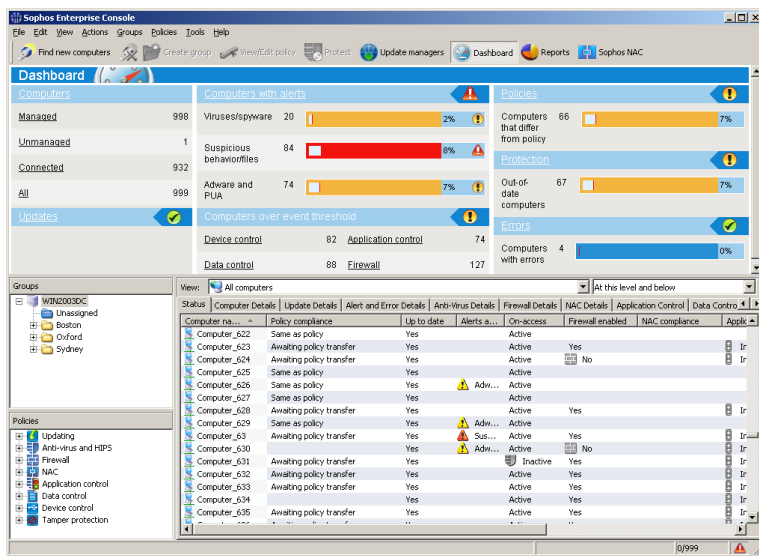 Sophos Enterprise Console
File Edit View Actions Groups Policies Tools Help
Find new computers Create group View/Edit policy Protect Update managers Dashboard Reports Sophos NAC
Dashboard
Computers
Managed 998
Unmanaged 1
Connected 932
All 999
Updates
Computers with alerts
Viruses/spyware 20 2%
Suspicious behavior/files 84 8%
Adware and PUA 74 7%
Computers over event threshold
Device control 82 Application control 74
Data control 88 Firewall 127
Policies
Computers that differ from policy 66 7%
Protection
Out-of-date computers 67 7%
Errors
Computers with errors 4 0%
Groups
WIN2003DC
Unassigned
Boston
Oxford
Sydney
Policies
Updating
Anti-virus and HIPS
Firewall
NAC
Application control
Data control
Device control
Tamper protection
View: All computers At this level and below
Status Computer Details Update Details Alert and Error Details Anti-Virus Details Firewall Details NAC Details Application Control Data Contro
Computer na... Policy compliance Up to date Alerts a... On-access Firewall enabled NAC compliance Applic
Computer_622 Same as policy Yes Active
Computer_623 Awaiting policy transfer Yes Active Yes Ir
Computer_624 Awaiting policy transfer Yes Active No Ir
Computer_625 Same as policy Yes Active
Computer_626 Same as policy Yes Adw... Active
Computer_627 Same as policy Yes Active
Computer_628 Awaiting policy transfer Yes Active Yes Ir
Computer_629 Same as policy Yes Adw... Active
Computer_63 Awaiting policy transfer Yes Sus... Active Yes Ir
Computer_630 Yes Adw... Active No Ir
Computer_631 Awaiting policy transfer Yes Inactive Yes Ir
Computer_632 Awaiting policy transfer Yes Active Yes Ir
Computer_633 Awaiting policy transfer Yes Active Yes Ir
Computer_634 Yes Active Yes Ir
Computer_635 Awaiting policy transfer Yes Active Yes Ir
0/999